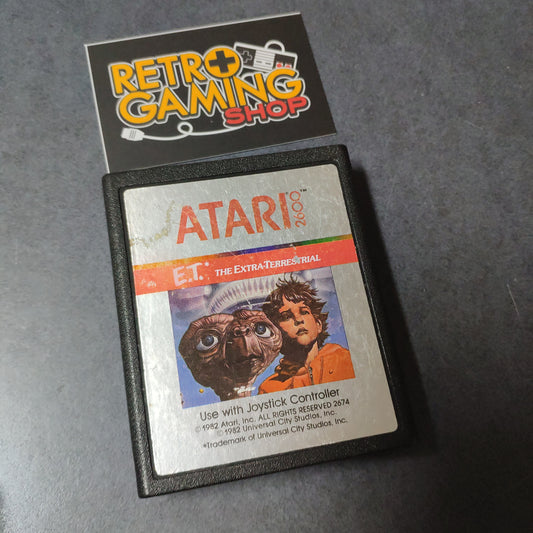 RETRO
GAMING
SHOP
ATARI 2600™
E.T.* THE EXTRA-TERRESTRIAL
Use with Joystick Controller
© 1982 Atari, Inc. ALL RIGHTS RESERVED 2674
© 1982 Universal City Studios, Inc.
*Trademark of Universal City Studios, Inc.